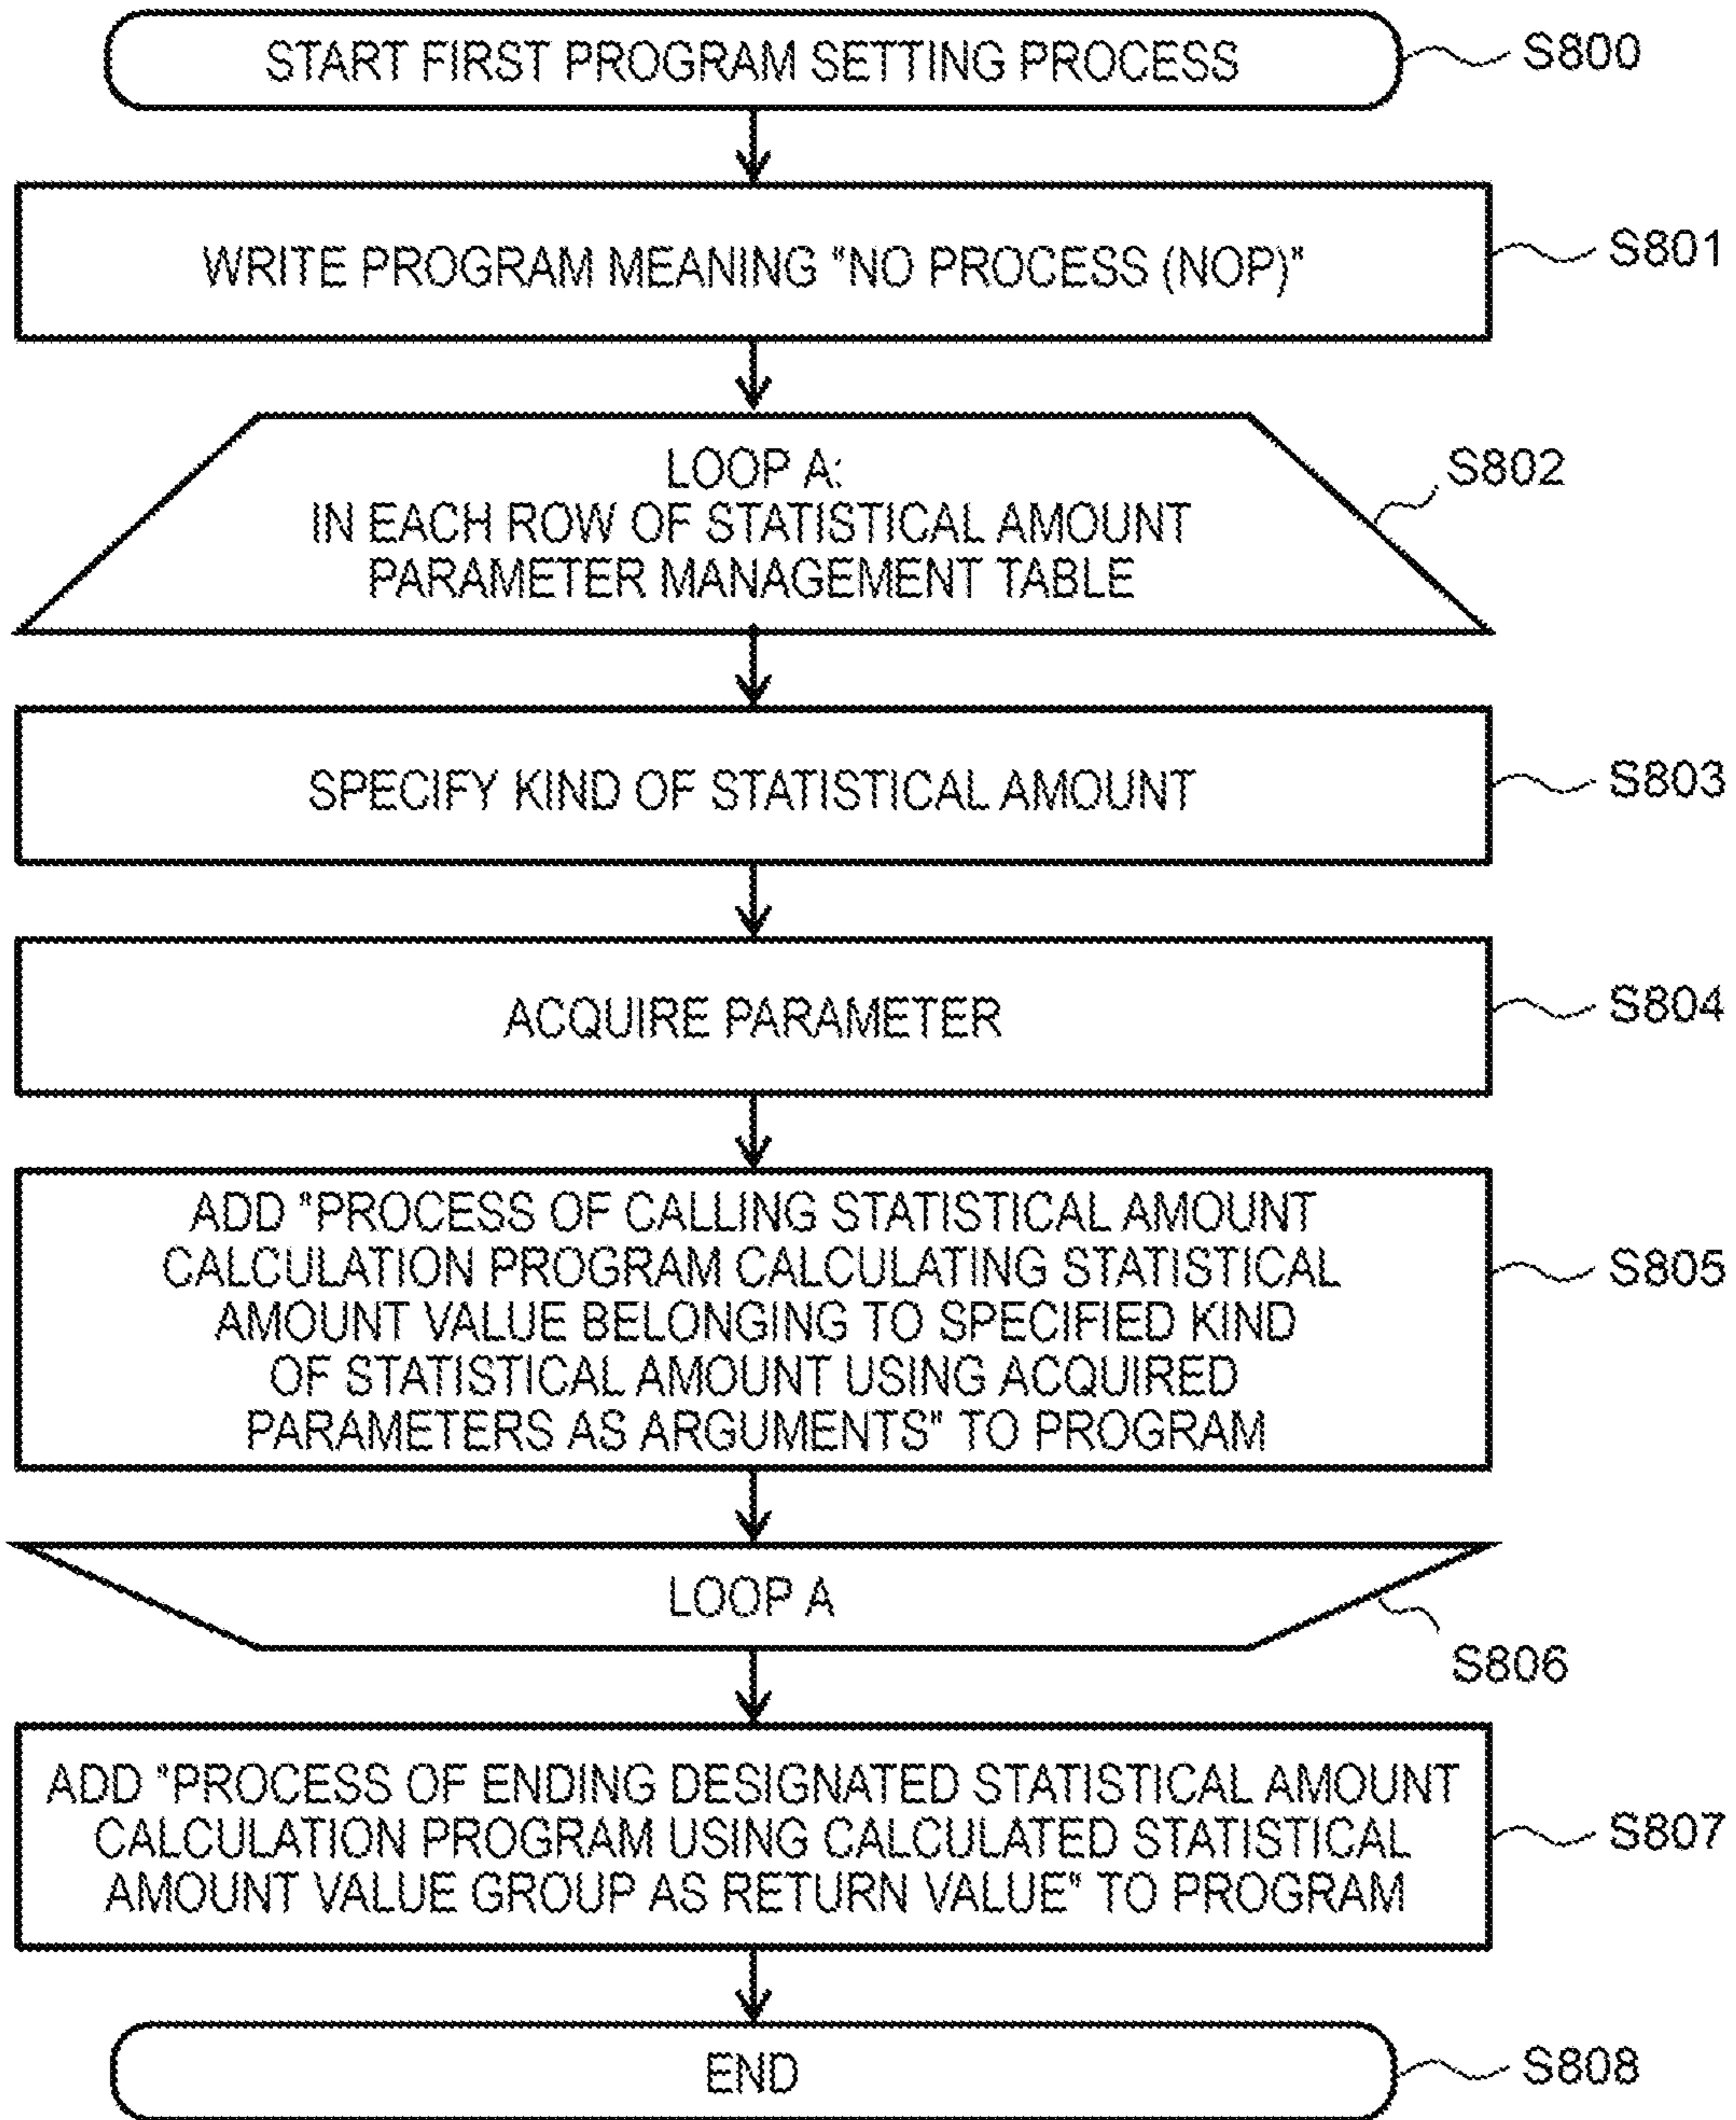 START FIRST PROGRAM SETTING PROCESS
S800
WRITE PROGRAM MEANING "NO PROCESS (NOP)"
S801
LOOP A:
IN EACH ROW OF STATISTICAL AMOUNT
PARAMETER MANAGEMENT TABLE
S802
SPECIFY KIND OF STATISTICAL AMOUNT
S803
ACQUIRE PARAMETER
S804
ADD "PROCESS OF CALLING STATISTICAL AMOUNT
CALCULATION PROGRAM CALCULATING STATISTICAL
AMOUNT VALUE BELONGING TO SPECIFIED KIND
OF STATISTICAL AMOUNT USING ACQUIRED
PARAMETERS AS ARGUMENTS" TO PROGRAM
S805
LOOP A
S806
ADD "PROCESS OF ENDING DESIGNATED STATISTICAL AMOUNT
CALCULATION PROGRAM USING CALCULATED STATISTICAL
AMOUNT VALUE GROUP AS RETURN VALUE" TO PROGRAM
S807
END
S808